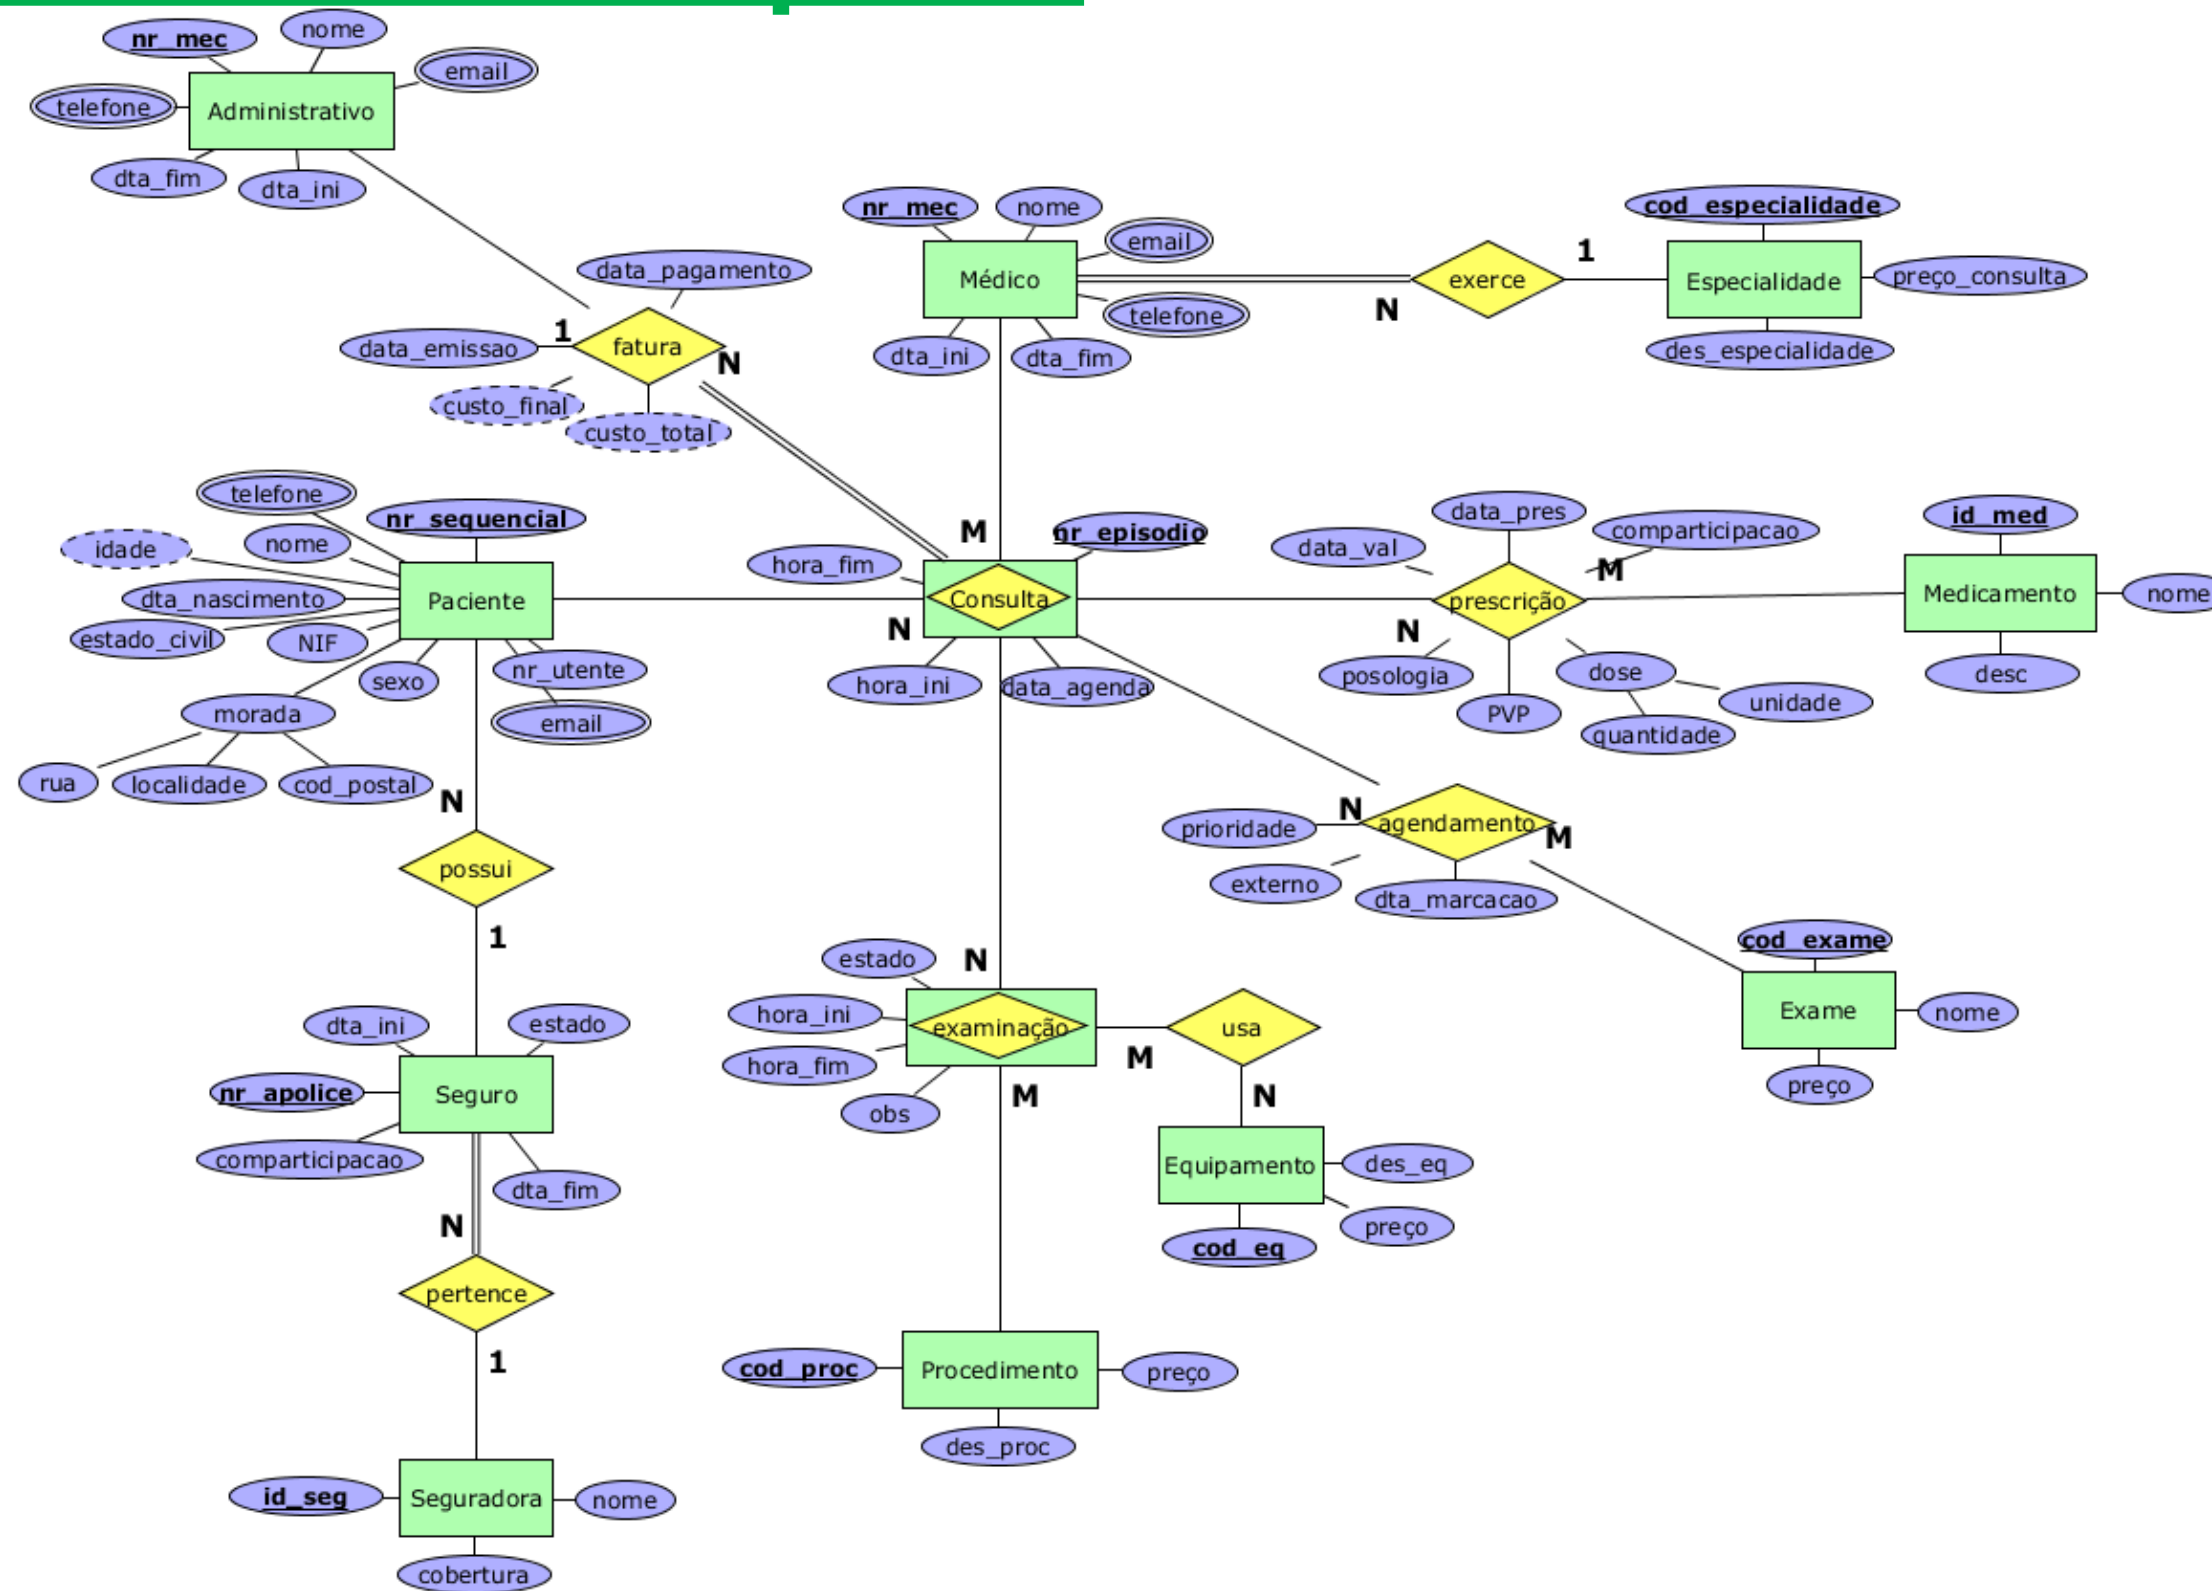 nr_mec
nome
email
telefone
Administrativo
dta_fim
dta_ini
nr_mec
nome
email
Médico
telefone
dta_ini
dta_fim
exerce
1
N
cod_especialidade
Especialidade
preço_consulta
des_especialidade
data_pagamento
data_emissao
1
fatura
N
custo_final
custo_total
telefone
nr_sequencial
idade
nome
dta_nascimento
Paciente
estado_civil
NIF
sexo
nr_utente
email
morada
rua
localidade
cod_postal
M
nr_episodio
hora_fim
Consulta
N
hora_ini
data_agenda
data_pres
comparticipacao
data_val
M
prescrição
N
posologia
dose
unidade
PVP
quantidade
id_med
Medicamento
nome
desc
N
possui
1
prioridade
N
agendamento
M
externo
dta_marcacao
cod_exame
Exame
nome
preço
dta_ini
estado
nr_apolice
Seguro
comparticipacao
dta_fim
N
pertence
1
id_seg
Seguradora
nome
cobertura
estado
N
hora_ini
examinação
hora_fim
obs
M
usa
M
N
Equipamento
des_eq
preço
cod_eq
cod_proc
Procedimento
preço
des_proc